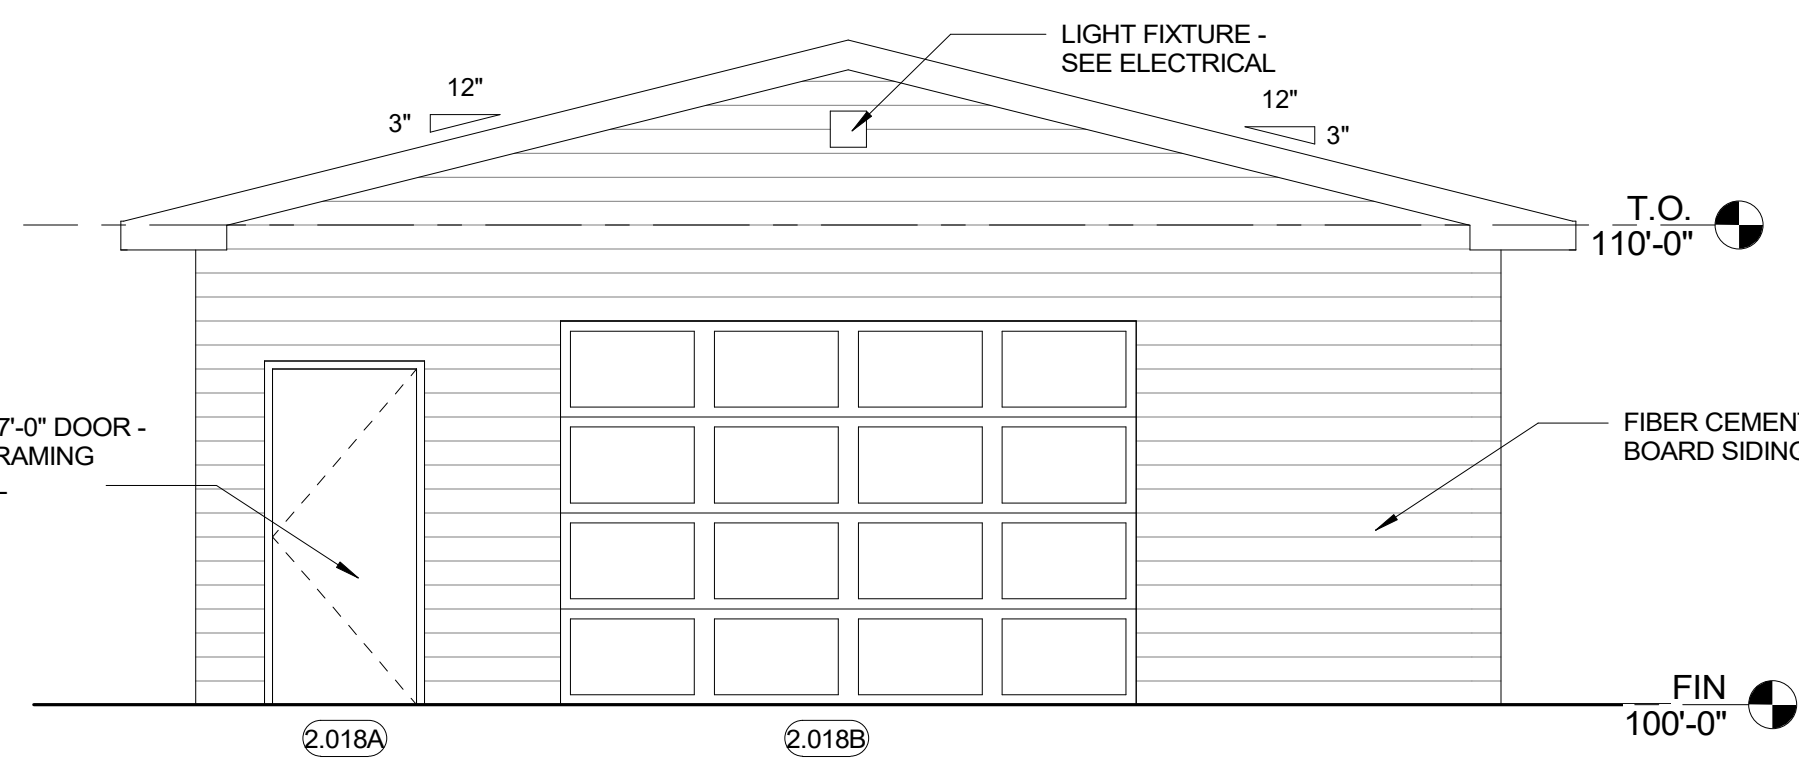 LIGHT FIXTURE -
SEE ELECTRICAL
12"
3"
12"
3"
T.O.
110'-0"
7'-0" DOOR -
RAMING
FIBER CEMENT
BOARD SIDING
FIN
100'-0"
2.018A
2.018B